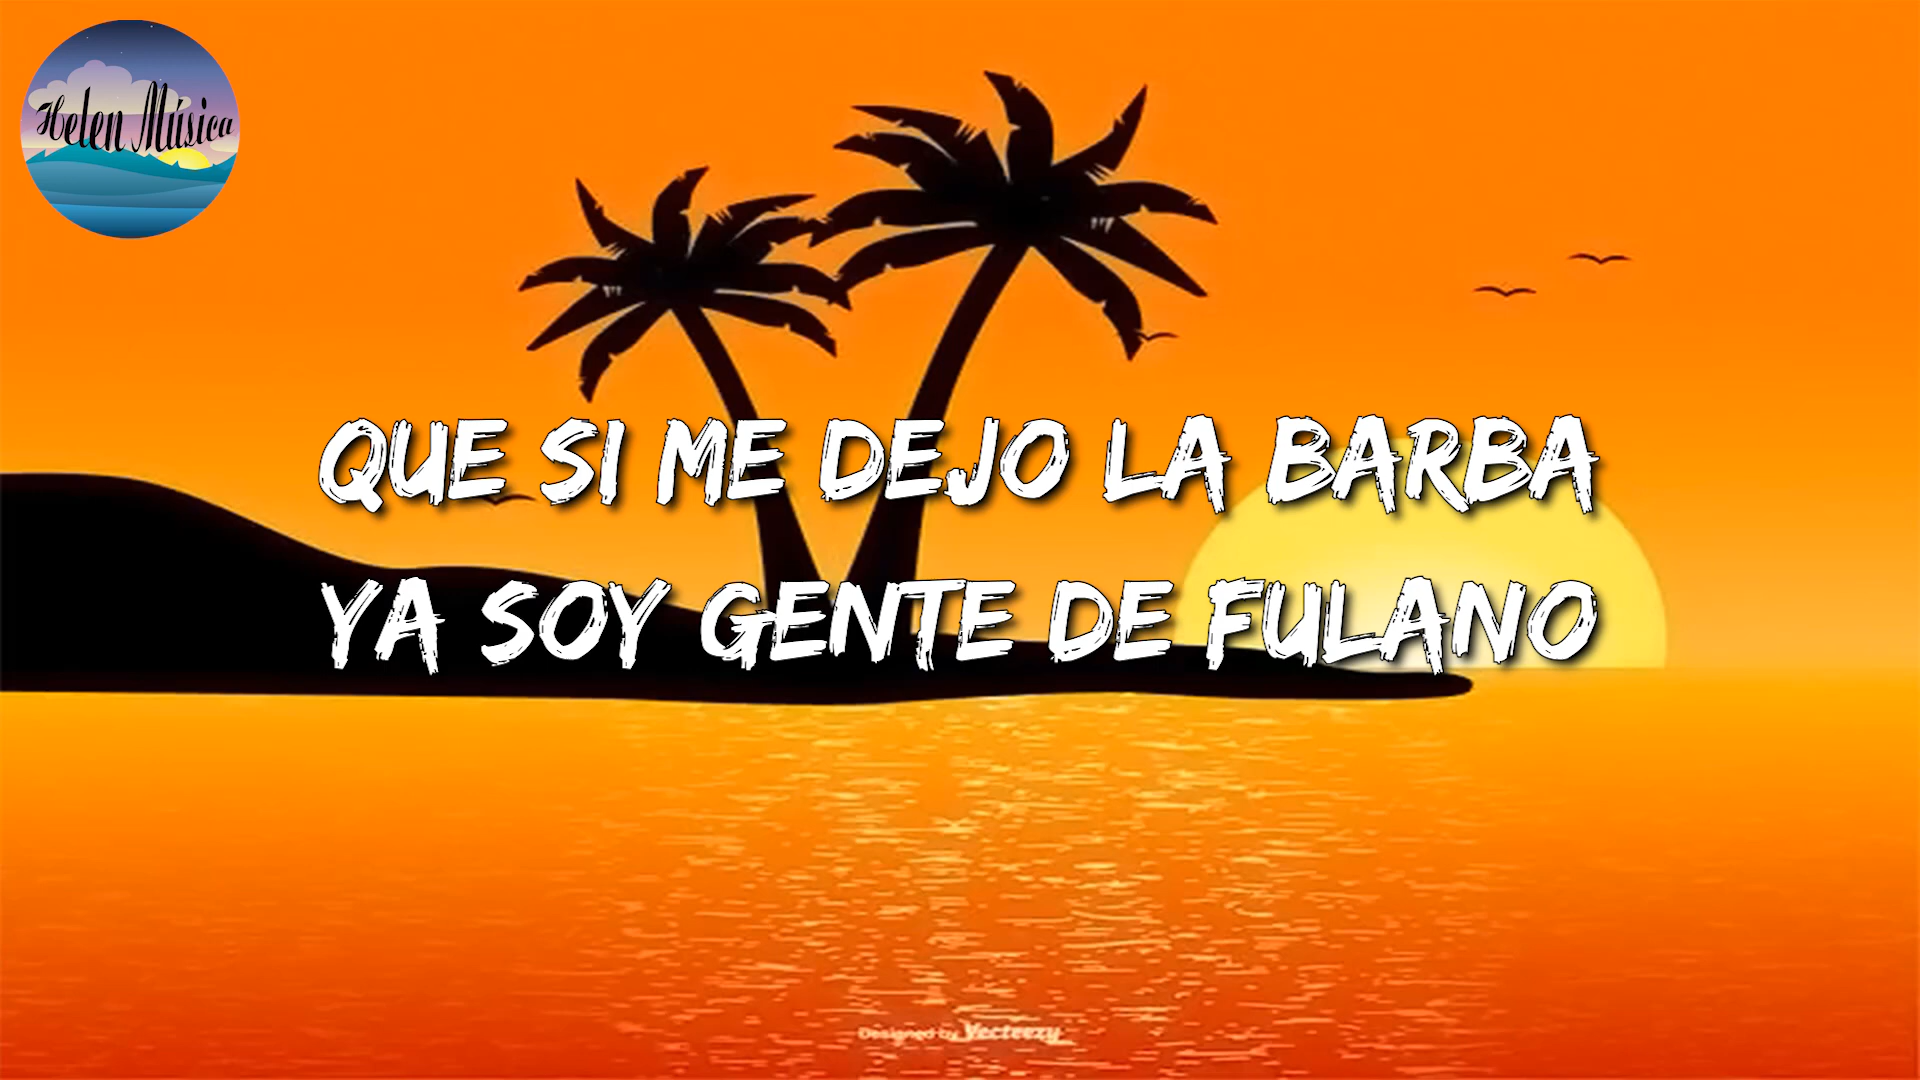 Helen Música
QUE SI ME DEJO LA BARBA
YA SOY GENTE DE FULANO
Designed by Vecteezy